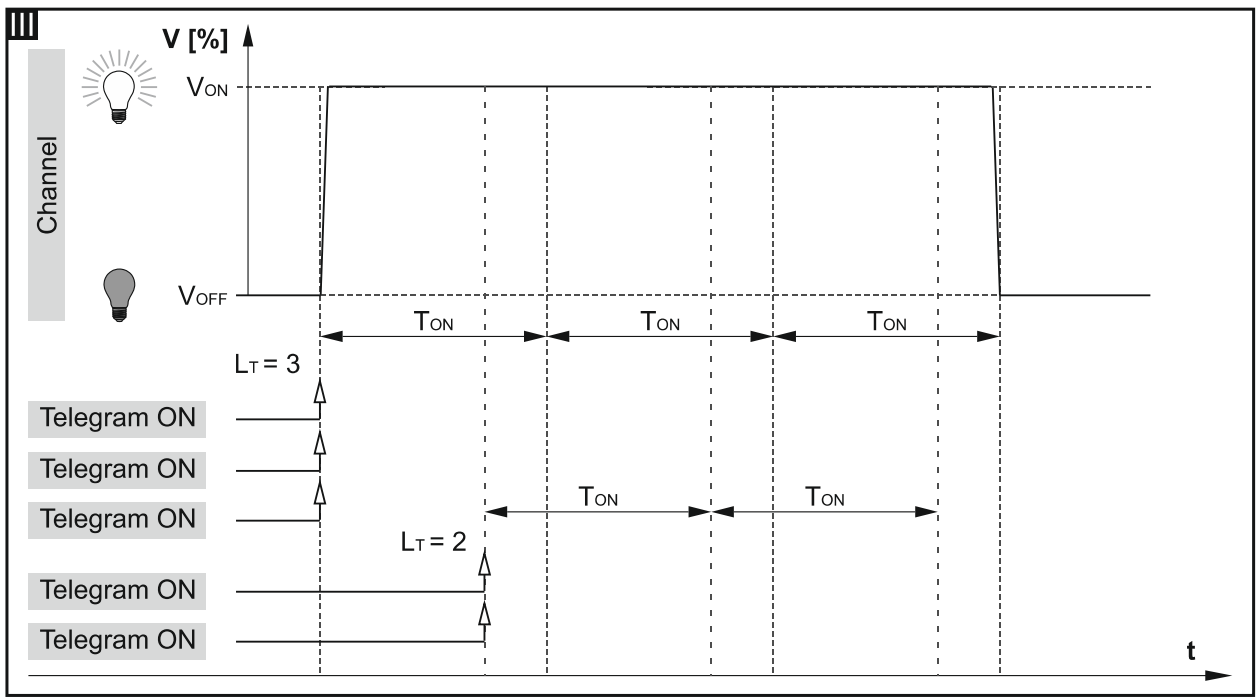 III
V [%]
VON
Channel
VOFF
TON TON TON
LT = 3
Telegram ON
Telegram ON
Telegram ON
TON TON
LT = 2
Telegram ON
Telegram ON
t